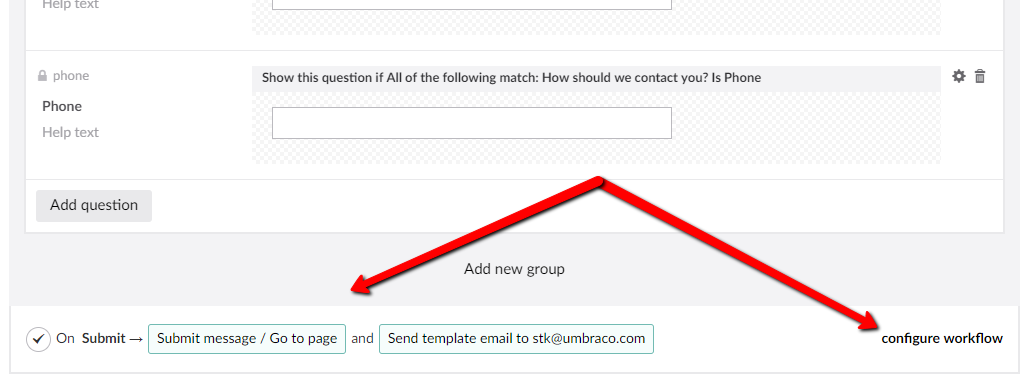 Help text
phone
Show this question if All of the following match: How should we contact you? Is Phone
Phone
Help text
Add question
Add new group
On Submit → Submit message / Go to page and Send template email to stk@umbraco.com configure workflow